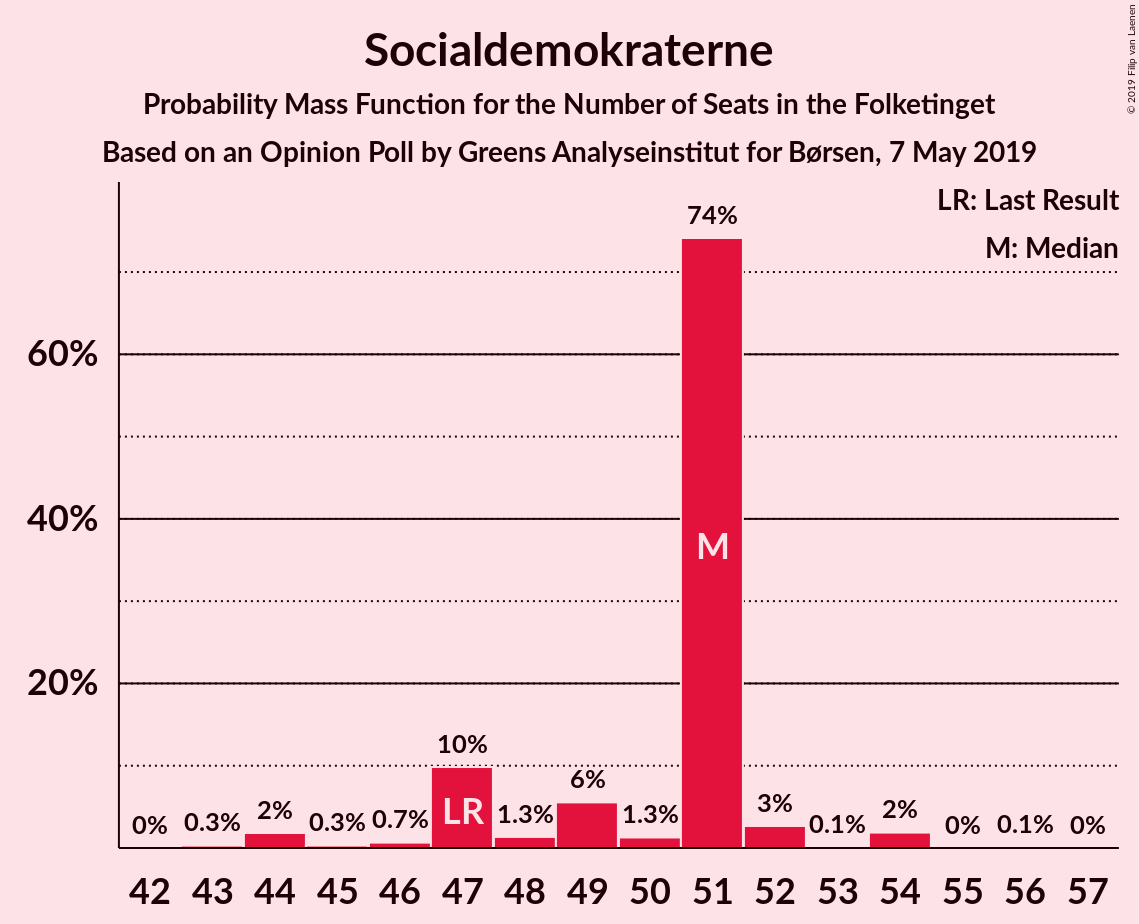 Socialdemokraterne
Probability Mass Function for the Number of Seats in the Folketinget
Based on an Opinion Poll by Greens Analyseinstitut for Børsen, 7 May 2019
© 2019 Filip van Laenen
LR: Last Result
M: Median
60%
40%
20%
0%
0.3%
2%
0.3%
0.7%
10%
1.3%
6%
1.3%
74%
3%
0.1%
2%
0%
0.1%
0%
LR
M
42 43 44 45 46 47 48 49 50 51 52 53 54 55 56 57